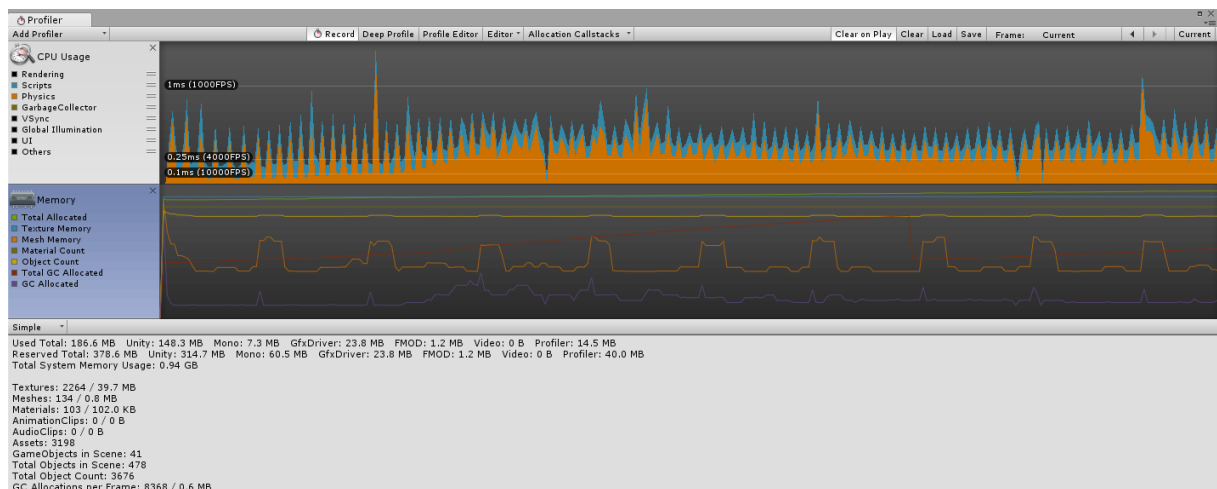 Profiler
Add Profiler
Record Deep Profile Profile Editor Editor Allocation Callstacks
Clear on Play Clear Load Save Frame: Current Current
CPU Usage
Rendering
Scripts
Physics
GarbageCollector
VSync
Global Illumination
UI
Others
1ms (1000FPS)
0.25ms (4000FPS)
0.1ms (10000FPS)
Memory
Total Allocated
Texture Memory
Mesh Memory
Material Count
Object Count
Total GC Allocated
GC Allocated
Simple
Used Total: 186.6 MB Unity: 148.3 MB Mono: 7.3 MB GfxDriver: 23.8 MB FMOD: 1.2 MB Video: 0 B Profiler: 14.5 MB
Reserved Total: 378.6 MB Unity: 314.7 MB Mono: 60.5 MB GfxDriver: 23.8 MB FMOD: 1.2 MB Video: 0 B Profiler: 40.0 MB
Total System Memory Usage: 0.94 GB
Textures: 2264 / 39.7 MB
Meshes: 134 / 0.8 MB
Materials: 103 / 102.0 KB
AnimationClips: 0 / 0 B
AudioClips: 0 / 0 B
Assets: 3198
GameObjects in Scene: 41
Total Objects in Scene: 478
Total Object Count: 3676
GC Allocations per Frame: 8368 / 0.6 MB